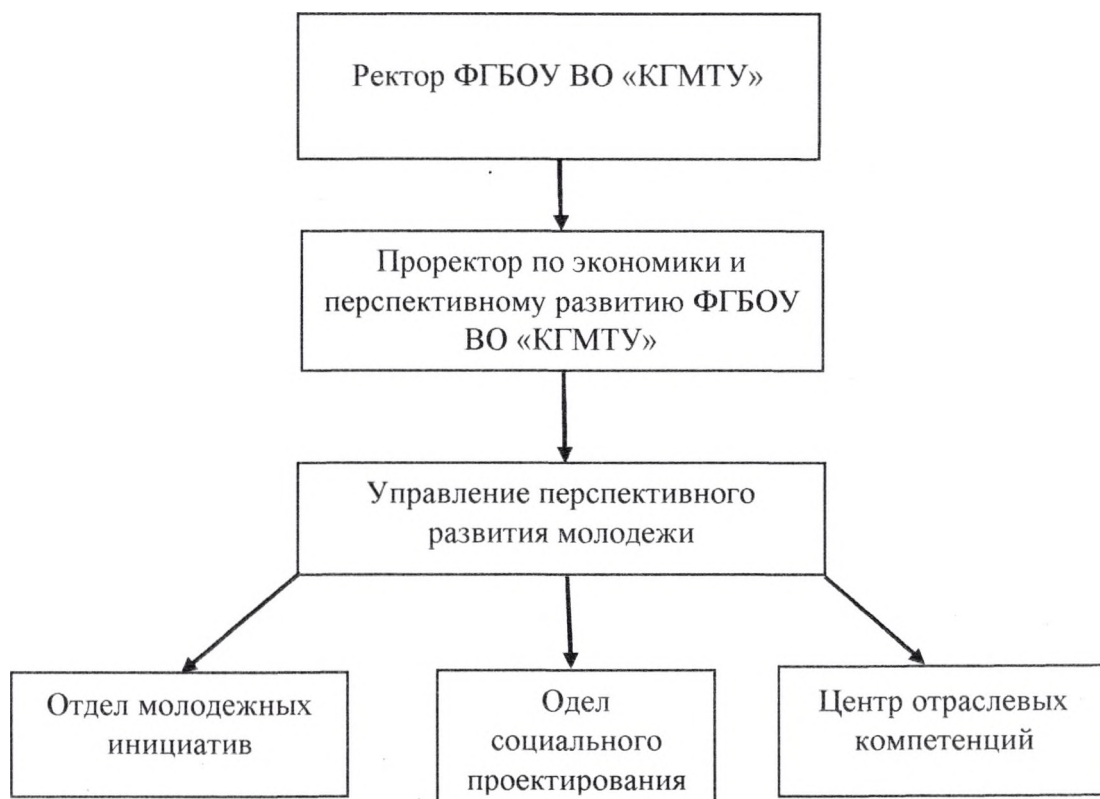 Ректор ФГБОУ ВО «КГМТУ»
Проректор по экономики и
перспективному развитию ФГБОУ
ВО «КГМТУ»
Управление перспективного
развития молодежи
Отдел молодежных
инициатив
Одел
социального
проектирования
Центр отраслевых
компетенций